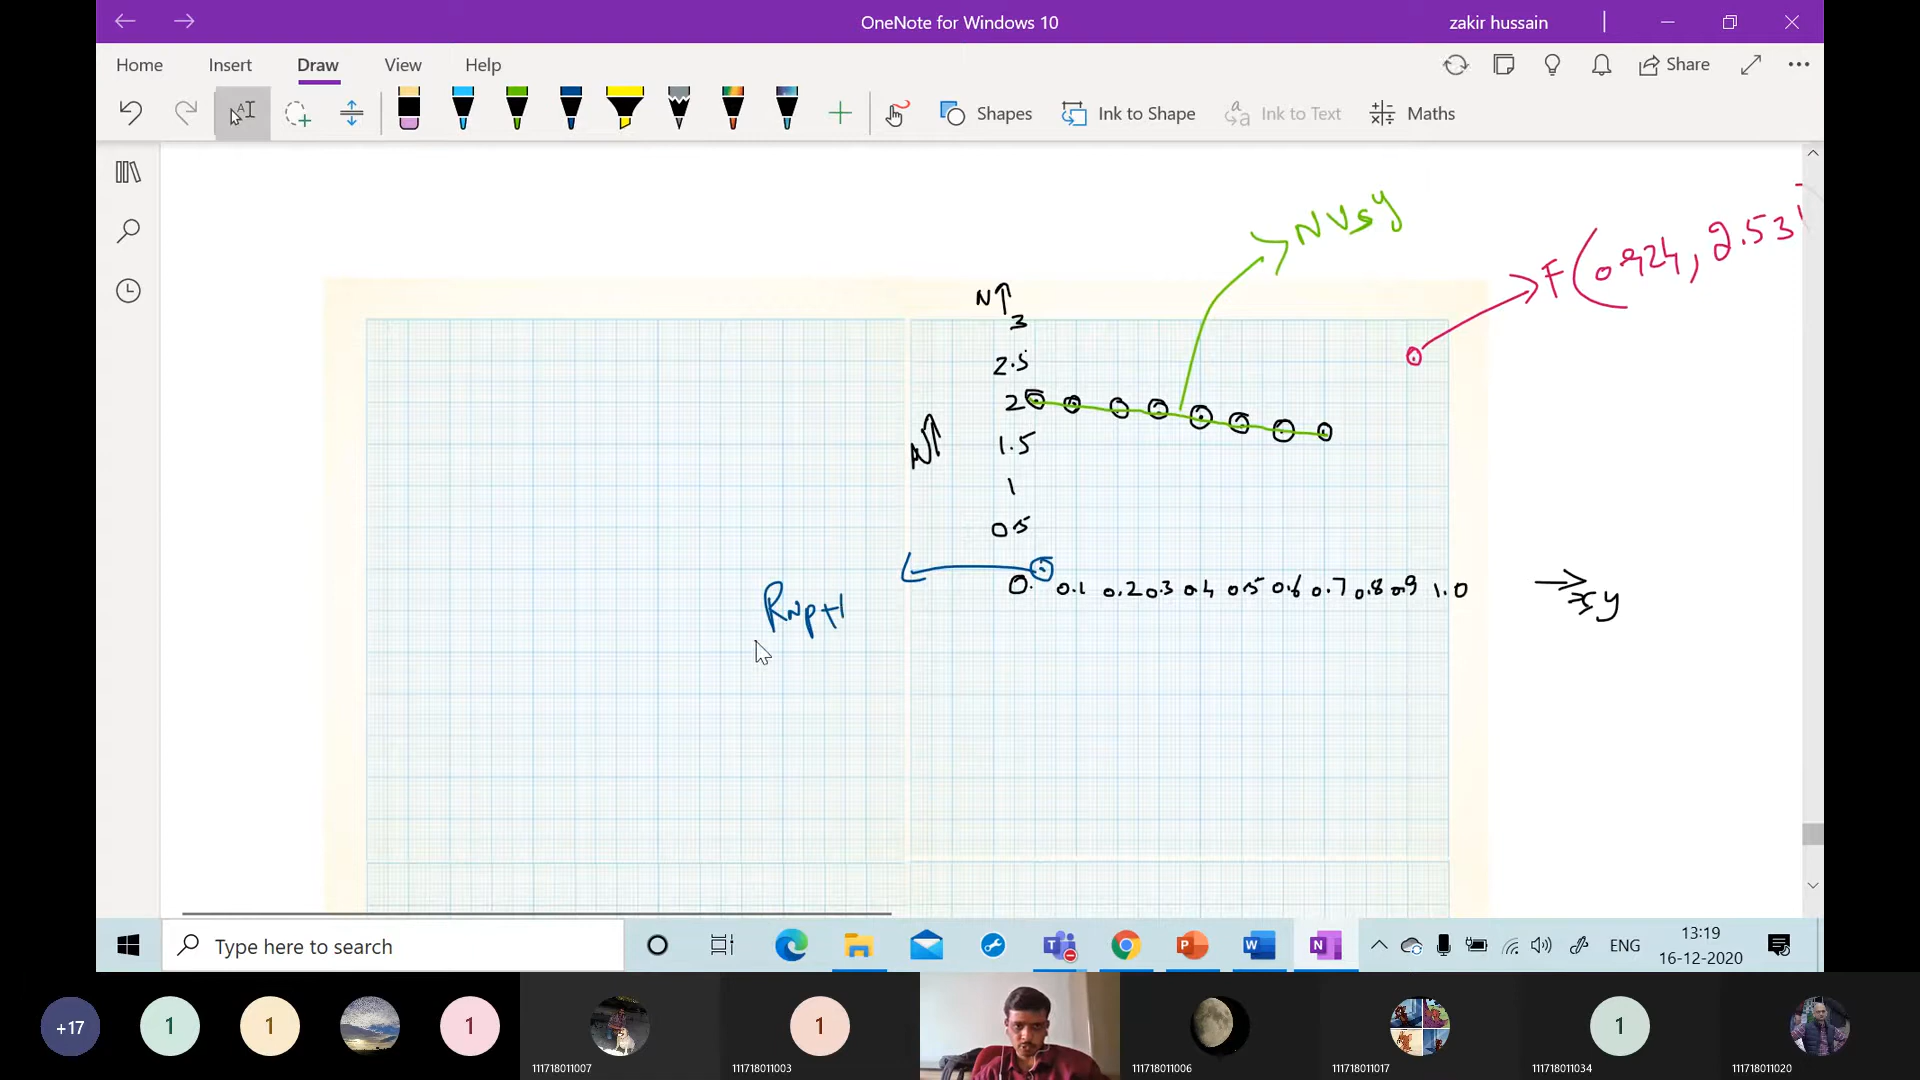 OneNote for Windows 10
zakir hussain
Home Insert Draw View Help
Share
Shapes
Ink to Shape
Ink to Text
Maths
N Vs y
F(0.924, 2.53
N↑
3
2.5
2
N↑
1.5
1
0.5
0. 0.1 0.2 0.3 0.4 0.5 0.6 0.7 0.8 0.9 1.0
→ x y
RNp+1
Type here to search
ENG
13:19
16-12-2020
+17
1
1
1
111718011007
1
111718011003
111718011006
111718011017
1
111718011034
111718011020